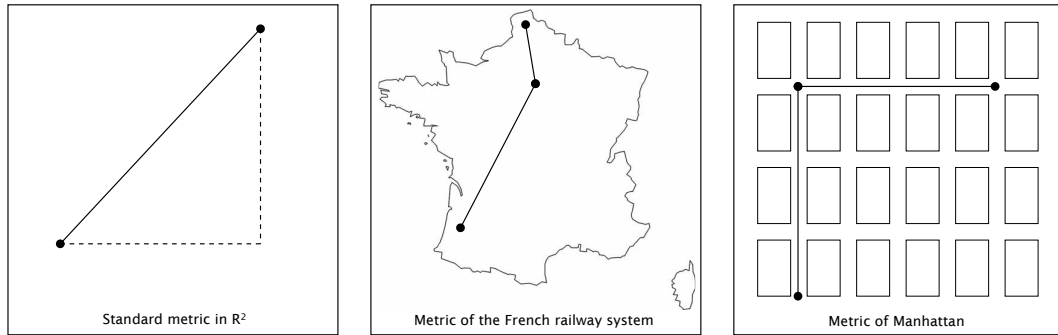 Standard metric in R²
Metric of the French railway system
Metric of Manhattan